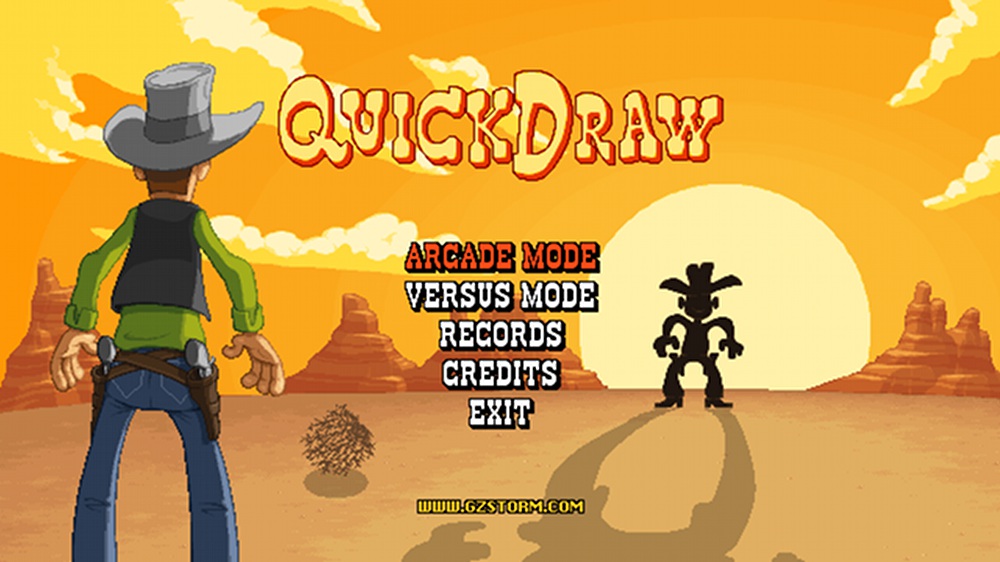 QUICKDRAW
ARCADE MODE
VERSUS MODE
RECORDS
CREDITS
EXIT
WWW.GZSTORM.COM